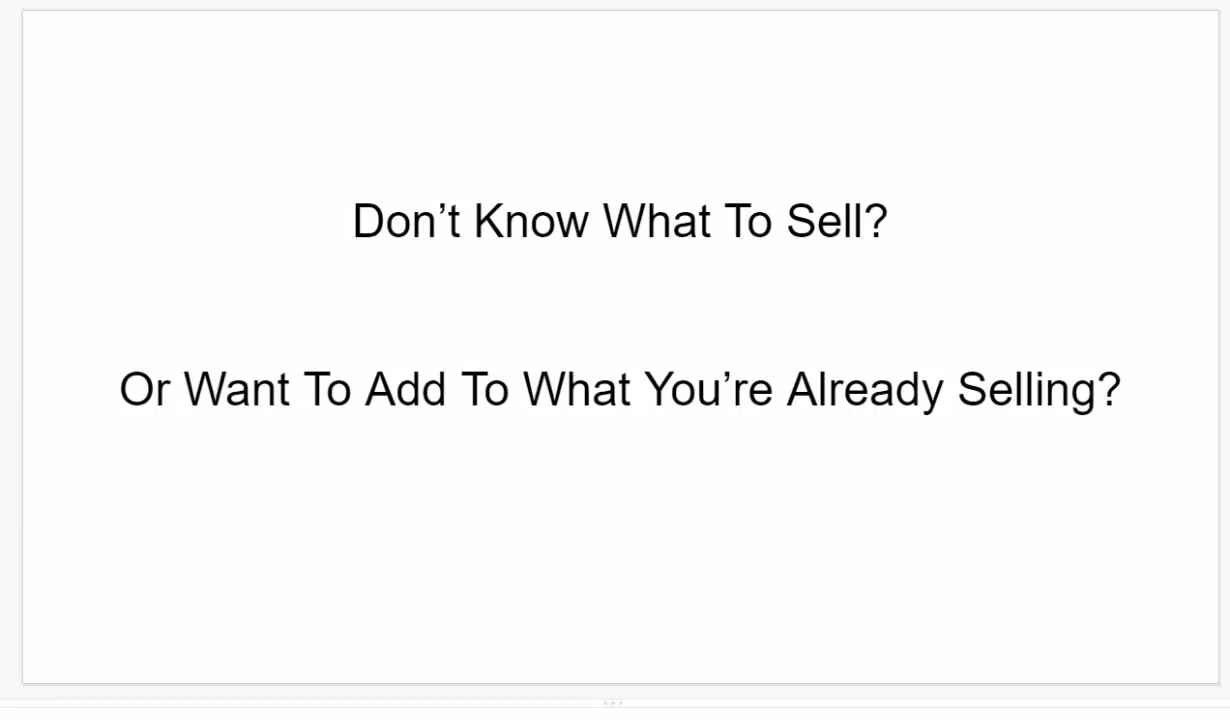 Don’t Know What To Sell?
Or Want To Add To What You’re Already Selling?